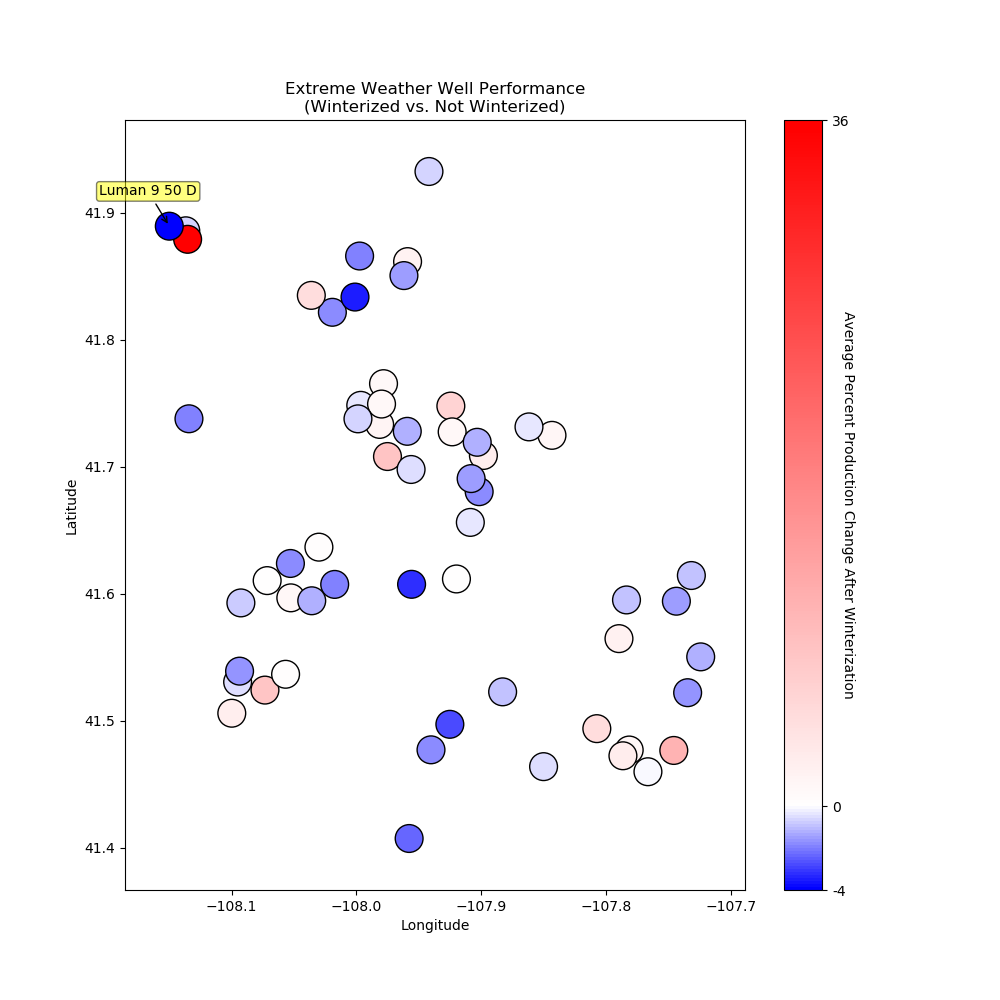 Extreme Weather Well Performance
(Winterized vs. Not Winterized)
Luman 9 50 D
41.9
41.8
41.7
41.6
41.5
41.4
Latitude
−108.1
−108.0
−107.9
−107.8
−107.7
Longitude
36
0
-4
Average Percent Production Change After Winterization